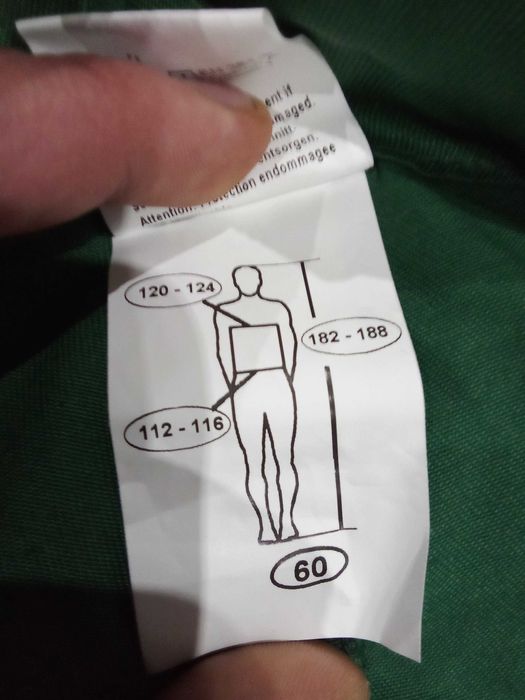 ent if
maged.
ntsorgen.
Attention: Protection endommagee
120 - 124
182 - 188
112 - 116
60